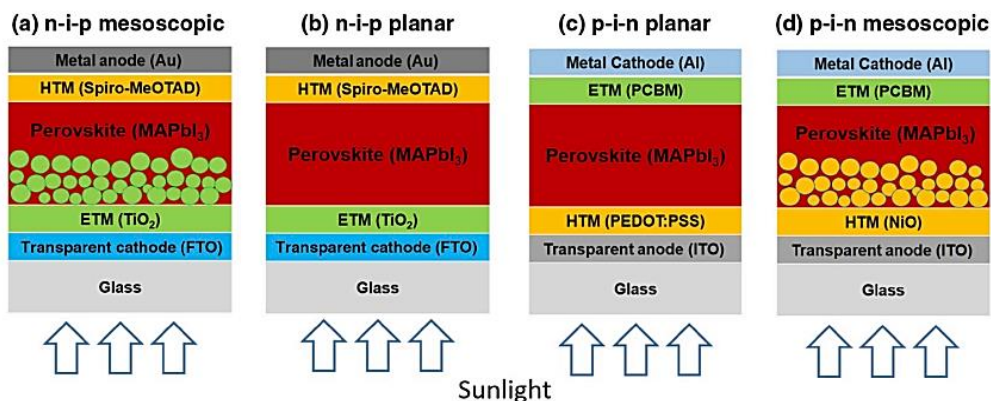 (a) n-i-p mesoscopic
Metal anode (Au)
HTM (Spiro-MeOTAD)
Perovskite (MAPbI₃)
ETM (TiO₂)
Transparent cathode (FTO)
Glass
(b) n-i-p planar
Metal anode (Au)
HTM (Spiro-MeOTAD)
Perovskite (MAPbI₃)
ETM (TiO₂)
Transparent cathode (FTO)
Glass
(c) p-i-n planar
Metal Cathode (Al)
ETM (PCBM)
Perovskite (MAPbI₃)
HTM (PEDOT:PSS)
Transparent anode (ITO)
Glass
(d) p-i-n mesoscopic
Metal Cathode (Al)
ETM (PCBM)
Perovskite (MAPbI₃)
HTM (NiO)
Transparent anode (ITO)
Glass
Sunlight